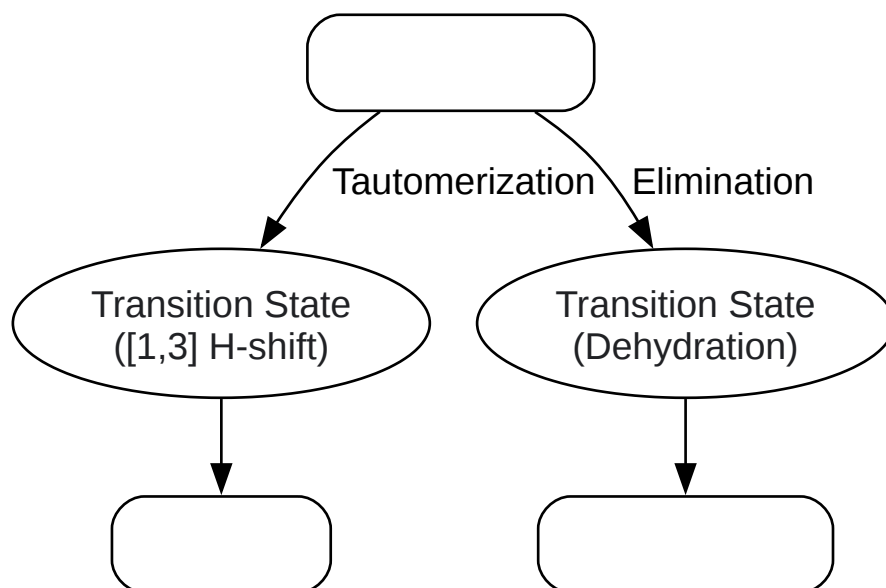 Tautomerization
Elimination
Transition State
([1,3] H-shift)
Transition State
(Dehydration)